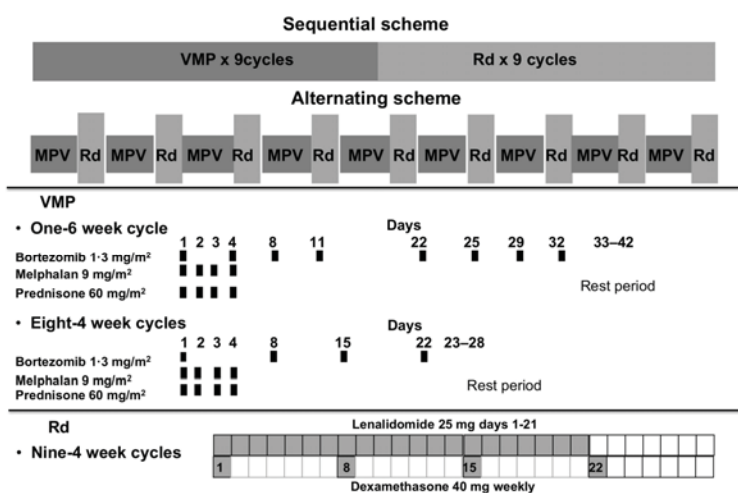 Sequential scheme
VMP x 9cycles Rd x 9 cycles
Alternating scheme
MPV Rd MPV Rd MPV Rd MPV Rd MPV Rd MPV Rd MPV Rd MPV Rd MPV Rd
VMP
• One-6 week cycle Days
1 2 3 4 8 11 22 25 29 32 33–42
Bortezomib 1·3 mg/m²
Melphalan 9 mg/m²
Prednisone 60 mg/m² Rest period
• Eight-4 week cycles Days
1 2 3 4 8 15 22 23–28
Bortezomib 1·3 mg/m²
Melphalan 9 mg/m²
Prednisone 60 mg/m² Rest period
Rd
Lenalidomide 25 mg days 1-21
• Nine-4 week cycles
1 8 15 22
Dexamethasone 40 mg weekly